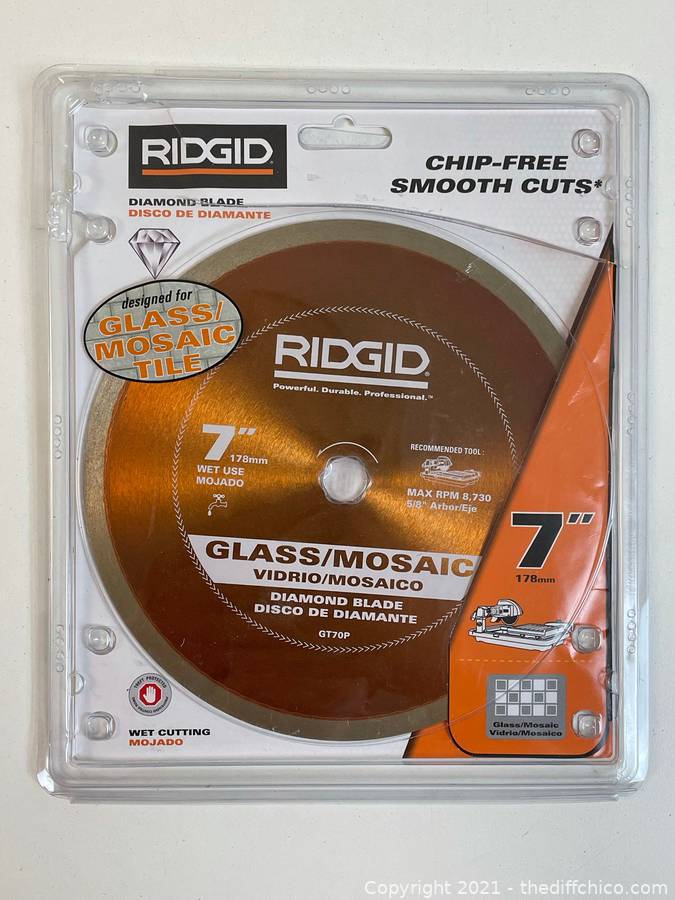 RIDGID
DIAMOND BLADE
DISCO DE DIAMANTE
CHIP-FREE
SMOOTH CUTS*
designed for
GLASS/
MOSAIC
TILE
RIDGID
Powerful. Durable. Professional.™
7"
178mm
WET USE
MOJADO
RECOMMENDED TOOL:
MAX RPM 8,730
5/8" Arbor/Eje
GLASS/MOSAIC
VIDRIO/MOSAICO
DIAMOND BLADE
DISCO DE DIAMANTE
GT70P
7"
178mm
Glass/Mosaic
Vidrio/Mosaico
THEFT PROTECTED
WET CUTTING
MOJADO
Copyright 2021 - thediffchico.com